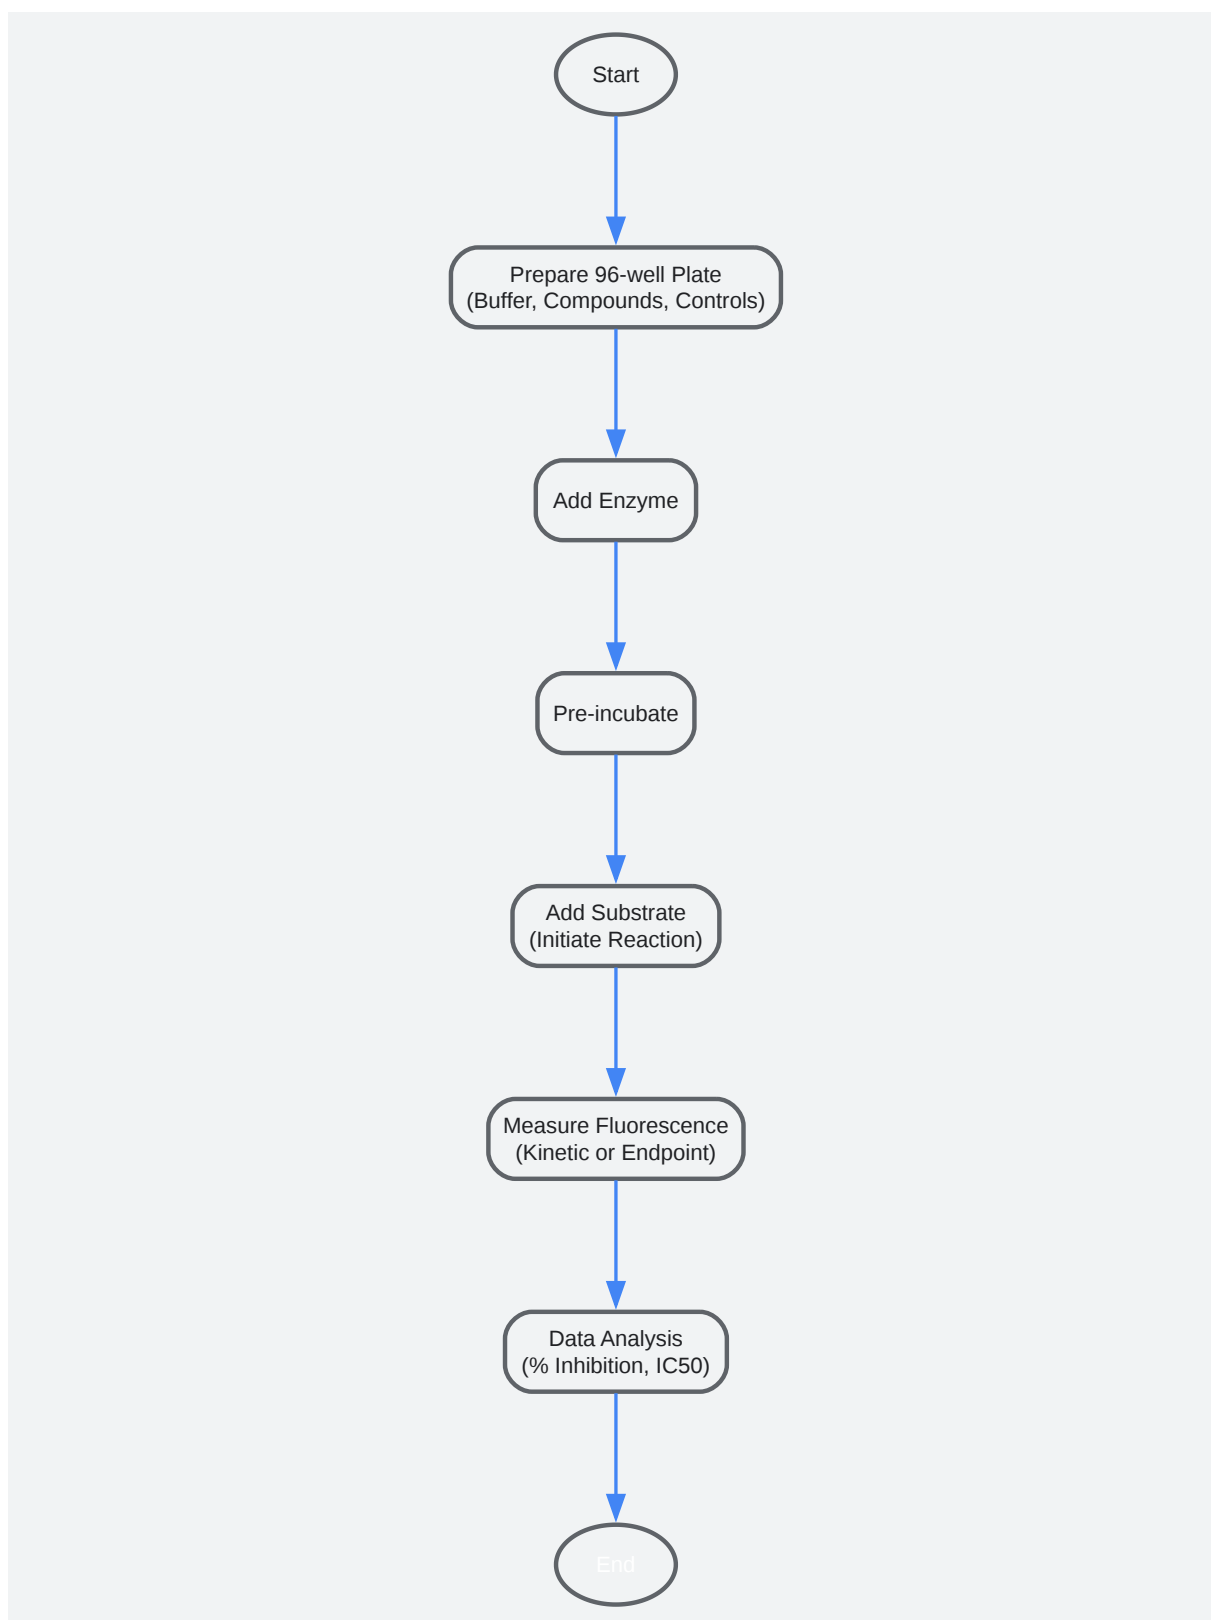 Start
Prepare 96-well Plate
(Buffer, Compounds, Controls)
Add Enzyme
Pre-incubate
Add Substrate
(Initiate Reaction)
Measure Fluorescence
(Kinetic or Endpoint)
Data Analysis
(% Inhibition, IC50)
End